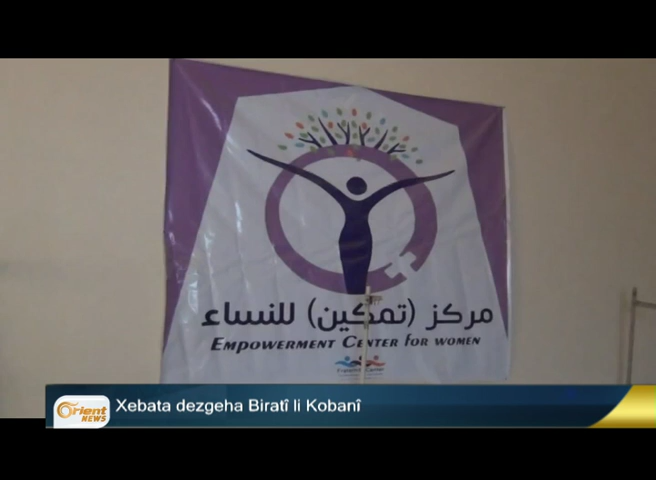 مركز (تمكين) للنساء
EMPOWERMENT CENTER FOR WOMEN
Orient NEWS
Xebata dezgeha Biratî li Kobanî